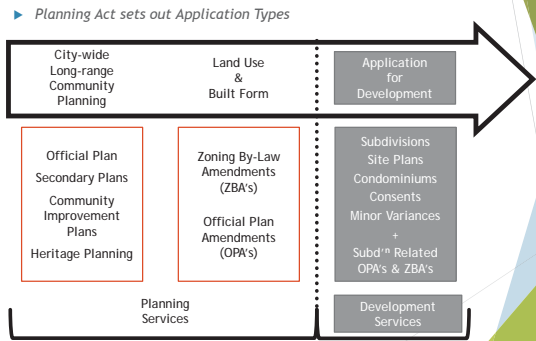 Planning Act sets out Application Types
City-wide
Long-range
Community
Planning
Land Use
&
Built Form
Application
for
Development
Official Plan
Secondary Plans
Community
Improvement
Plans
Heritage Planning
Zoning By-Law
Amendments
(ZBA's)
Official Plan
Amendments
(OPA's)
Subdivisions
Site Plans
Condominiums
Consents
Minor Variances
+
Subd'ⁿ Related
OPA's & ZBA's
Planning
Services
Development
Services